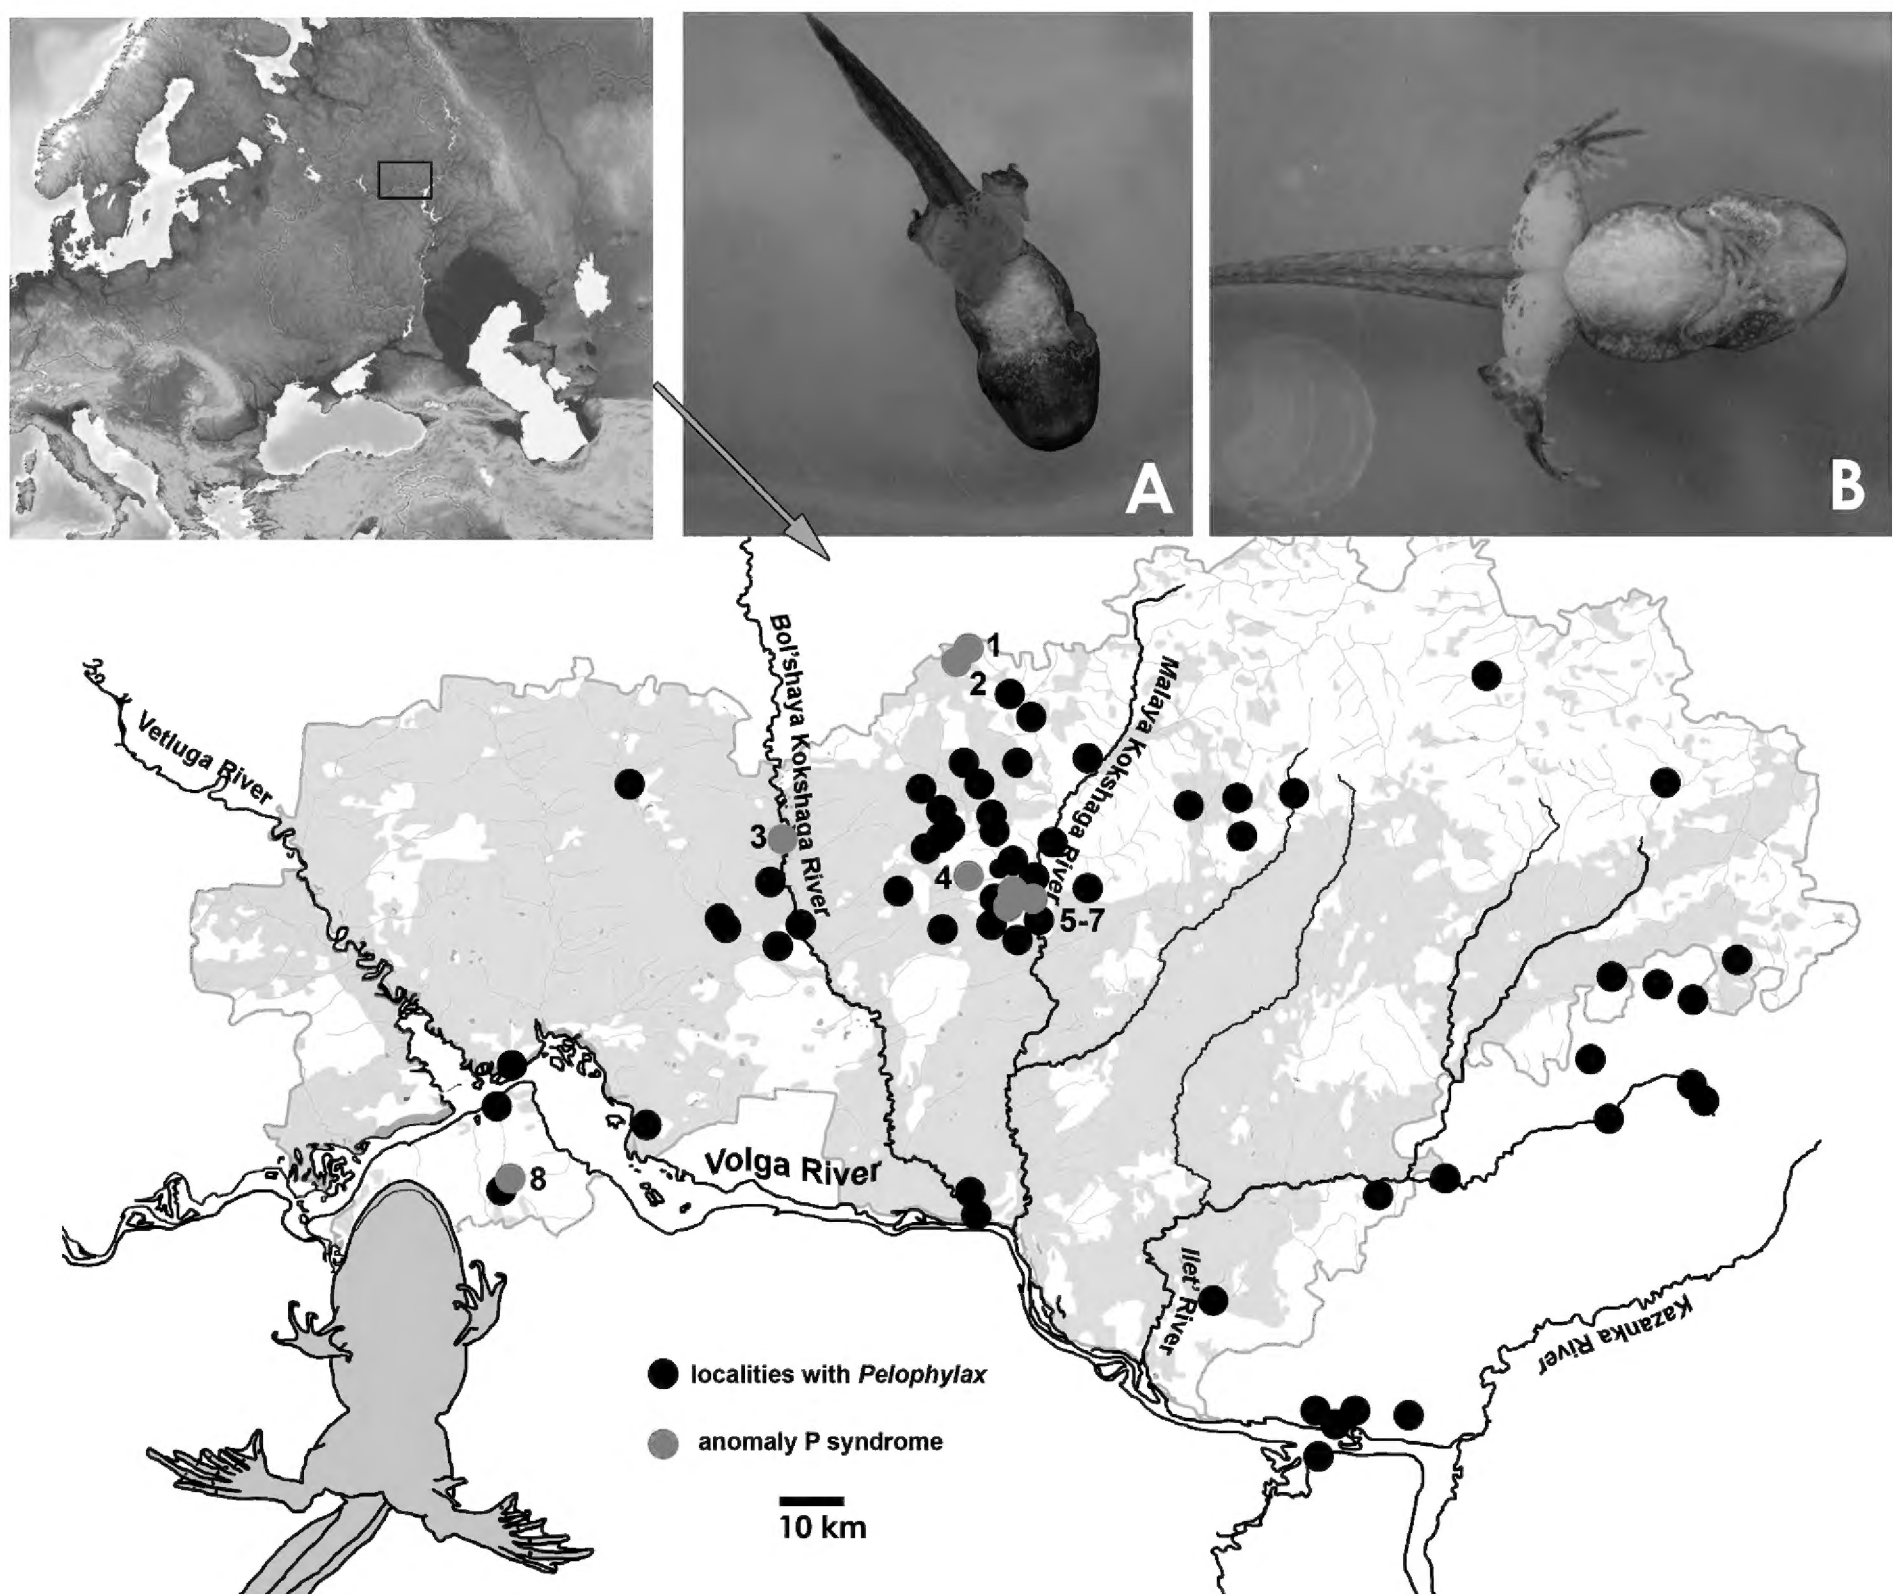 A
B
Bol'shaya Kokshaga River
Malaya Kokshaga River
Vetluga River
1
2
3
4
5-7
8
Volga River
Ilet' River
Kazanka River
localities with Pelophylax
anomaly P syndrome
10 km